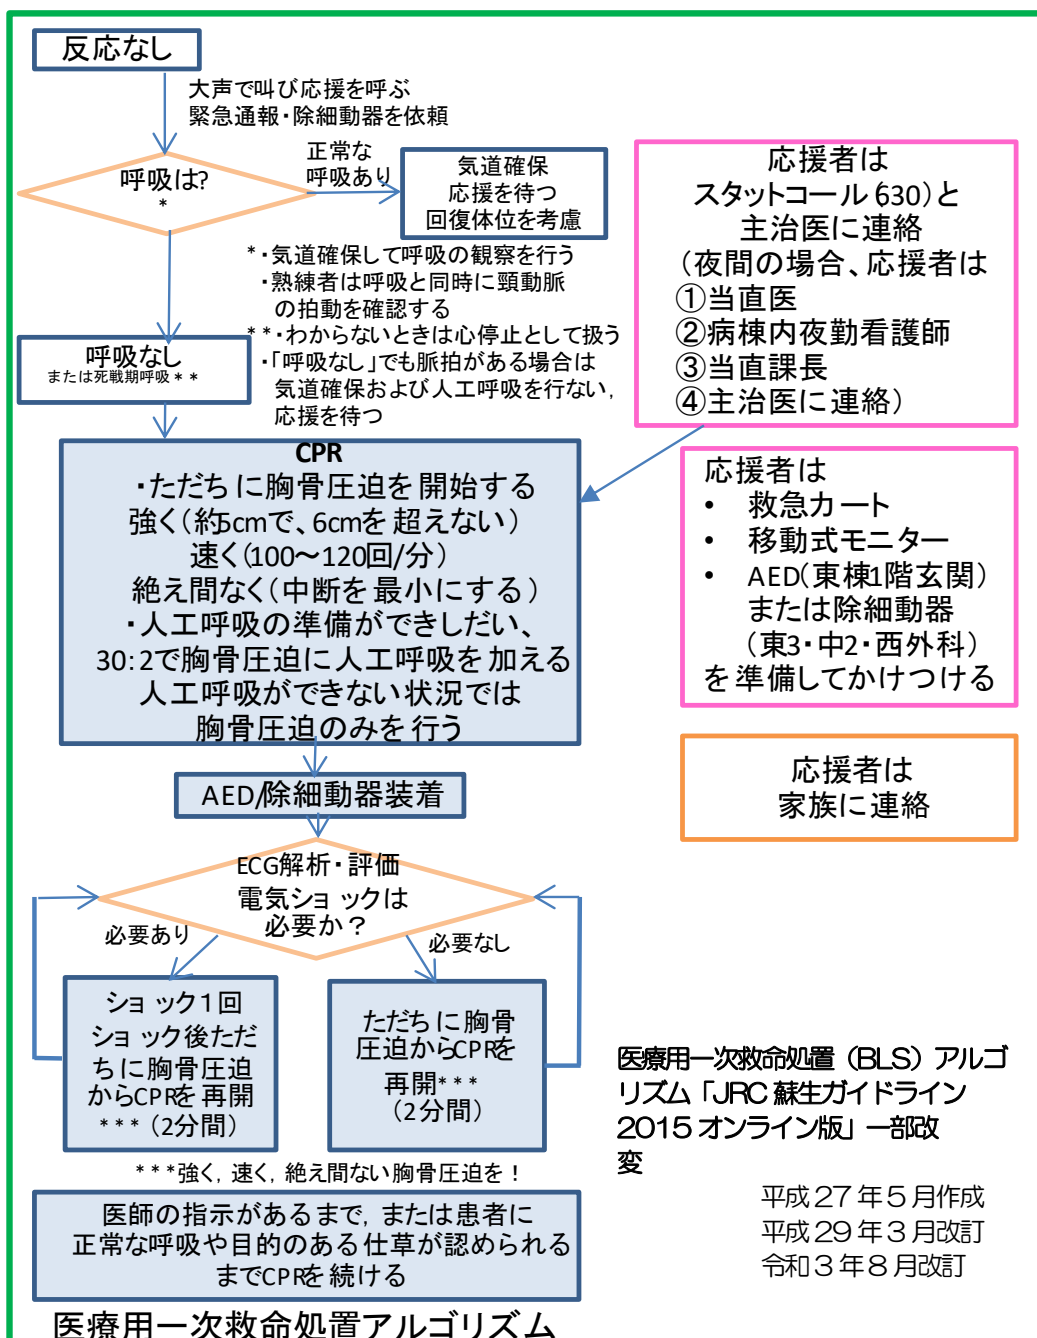 反応なし
大声で叫び応援を呼ぶ
緊急通報・除細動器を依頼
呼吸は?
*
正常な
呼吸あり
気道確保
応援を待つ
回復体位を考慮
*・気道確保して呼吸の観察を行う
・熟練者は呼吸と同時に頸動脈
の拍動を確認する
**・わからないときは心停止として扱う
・「呼吸なし」でも脈拍がある場合は
気道確保および人工呼吸を行ない,
応援を待つ
呼吸なし
または死戦期呼吸**
CPR
・ただちに胸骨圧迫を開始する
強く(約5cmで、6cmを超えない)
速く(100~120回/分)
絶え間なく(中断を最小にする)
・人工呼吸の準備ができしだい、
30:2で胸骨圧迫に人工呼吸を加える
人工呼吸ができない状況では
胸骨圧迫のみを行う
AED/除細動器装着
ECG解析・評価
電気ショックは
必要か?
必要あり
必要なし
ショック1回
ショック後ただ
ちに胸骨圧迫
からCPRを再開
***(2分間)
ただちに胸骨
圧迫からCPRを
再開***
(2分間)
***強く,速く,絶え間ない胸骨圧迫を!
医師の指示があるまで,または患者に
正常な呼吸や目的のある仕草が認められる
までCPRを続ける
医療用一次救命処置アルゴリズム
応援者は
スタットコール(630)と
主治医に連絡
(夜間の場合、応援者は
①当直医
②病棟内夜勤看護師
③当直課長
④主治医に連絡)
応援者は
・ 救急カート
・ 移動式モニター
・ AED(東棟1階玄関)
または除細動器
(東3・中2・西外科)
を準備してかけつける
応援者は
家族に連絡
医療用一次救命処置(BLS)アルゴ
リズム「JRC蘇生ガイドライン
2015オンライン版」一部改
変
平成27年5月作成
平成29年3月改訂
令和3年8月改訂